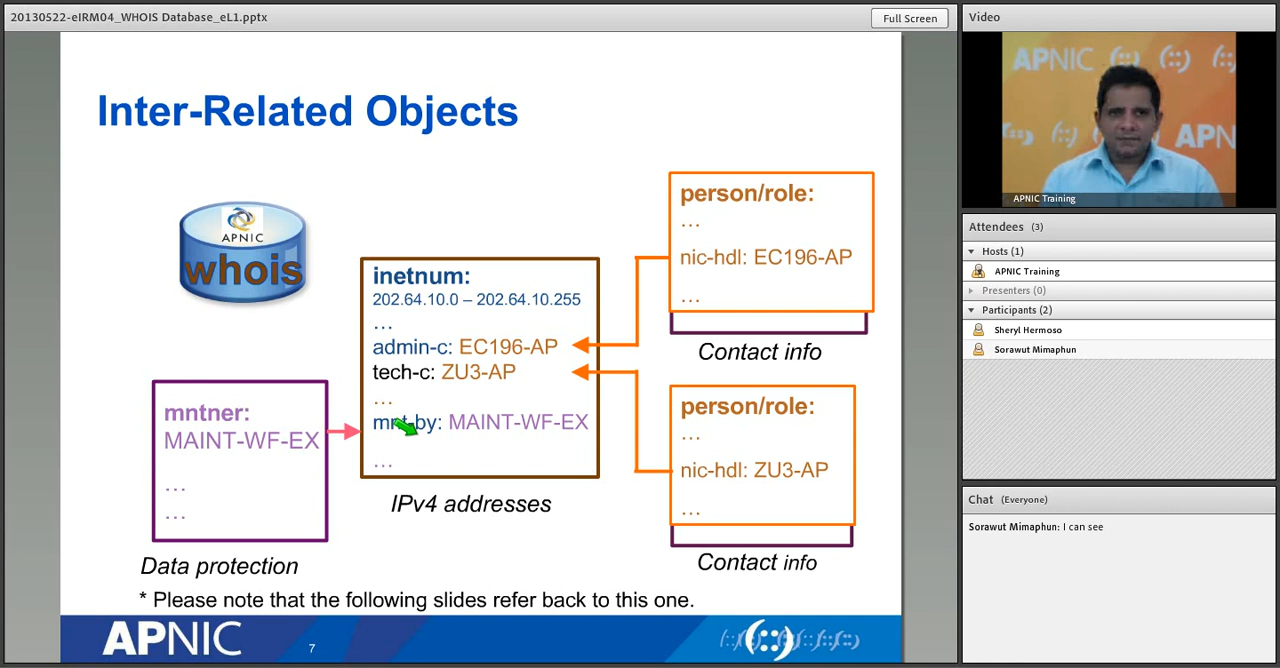 20130522-eIRM04_WHOIS Database_eL1.pptx
Full Screen
Inter-Related Objects
APNIC
whois
mntner:
MAINT-WF-EX
...
...
Data protection
inetnum:
202.64.10.0 – 202.64.10.255
...
admin-c: EC196-AP
tech-c: ZU3-AP
...
mnt-by: MAINT-WF-EX
...
IPv4 addresses
person/role:
...
nic-hdl: EC196-AP
...
Contact info
person/role:
...
nic-hdl: ZU3-AP
...
Contact info
* Please note that the following slides refer back to this one.
APNIC
7
(::)
Video
APNIC (::) (::) (::
::) (::) (::) APN
APNIC Training
Attendees (3)
Hosts (1)
APNIC Training
Presenters (0)
Participants (2)
Sheryl Hermoso
Sorawut Mimaphun
Chat (Everyone)
Sorawut Mimaphun: I can see